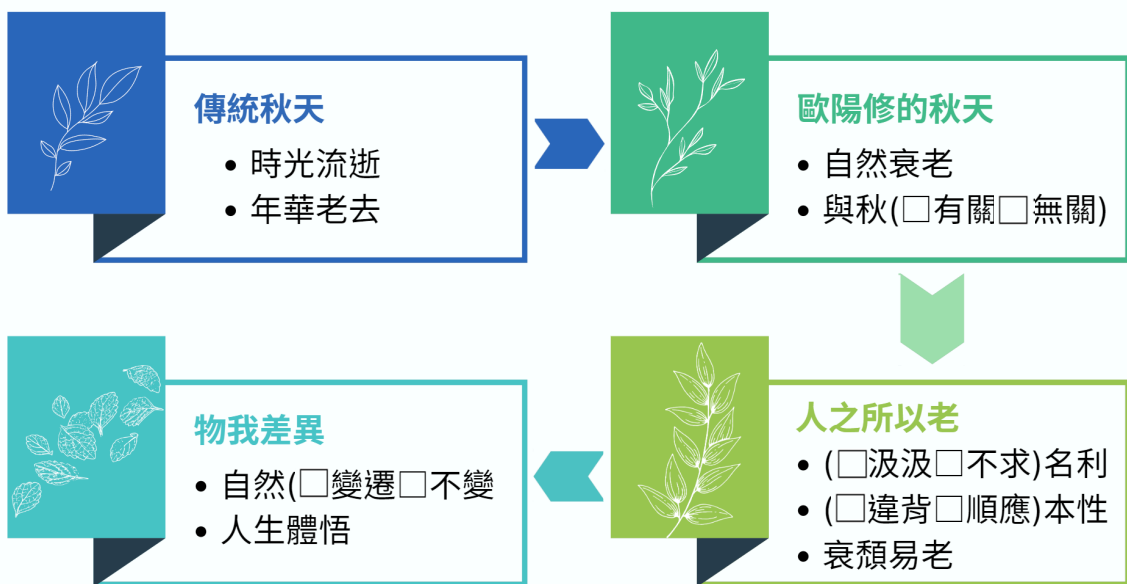 傳統秋天
• 時光流逝
• 年華老去
歐陽修的秋天
• 自然衰老
• 與秋(□有關□無關)
人之所以老
• (□汲汲□不求)名利
• (□違背□順應)本性
• 衰頹易老
物我差異
• 自然(□變遷□不變
• 人生體悟